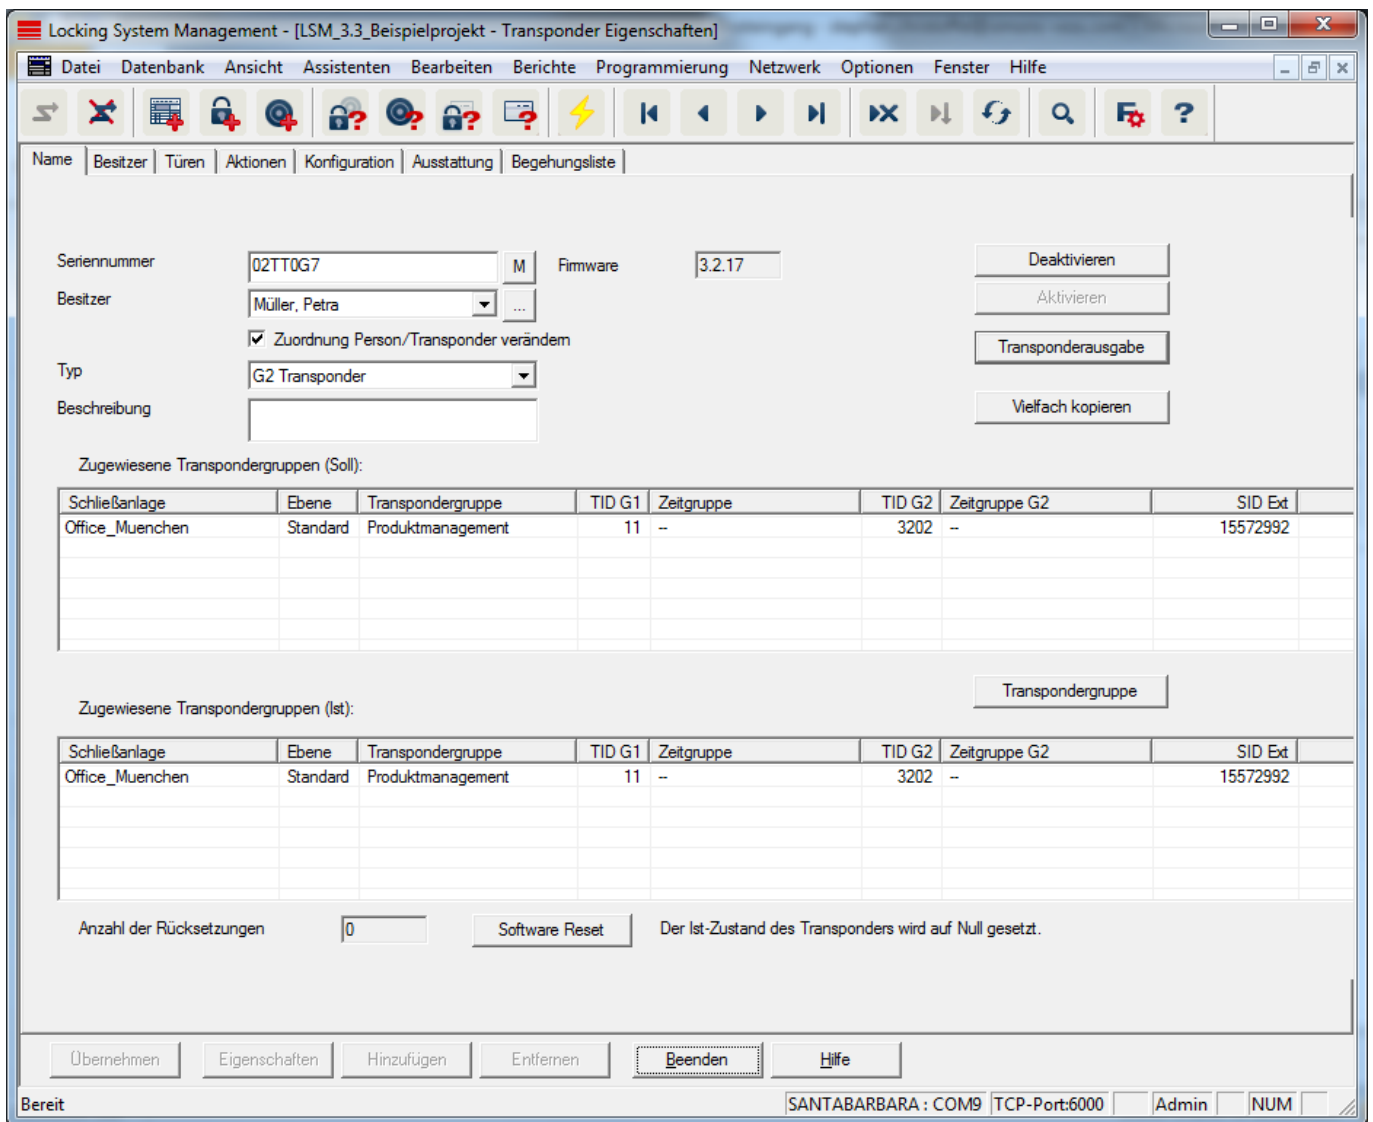 Locking System Management - [LSM_3.3_Beispielprojekt - Transponder Eigenschaften]
Datei Datenbank Ansicht Assistenten Bearbeiten Berichte Programmierung Netzwerk Optionen Fenster Hilfe
Name Besitzer Türen Aktionen Konfiguration Ausstattung Begehungsliste
Seriennummer 02TT0G7 M Firmware 3.2.17 Deaktivieren
Besitzer Müller, Petra ... Aktivieren
Zuordnung Person/Transponder verändern Transponderausgabe
Typ G2 Transponder
Beschreibung Vielfach kopieren
Zugewiesene Transpondergruppen (Soll):
Schließanlage Ebene Transpondergruppe TID G1 Zeitgruppe TID G2 Zeitgruppe G2 SID Ext
Office_Muenchen Standard Produktmanagement 11 -- 3202 -- 15572992
Transpondergruppe
Zugewiesene Transpondergruppen (Ist):
Schließanlage Ebene Transpondergruppe TID G1 Zeitgruppe TID G2 Zeitgruppe G2 SID Ext
Office_Muenchen Standard Produktmanagement 11 -- 3202 -- 15572992
Anzahl der Rücksetzungen 0 Software Reset Der Ist-Zustand des Transponders wird auf Null gesetzt.
Übernehmen Eigenschaften Hinzufügen Entfernen Beenden Hilfe
Bereit SANTABARBARA : COM9 TCP-Port:6000 Admin NUM